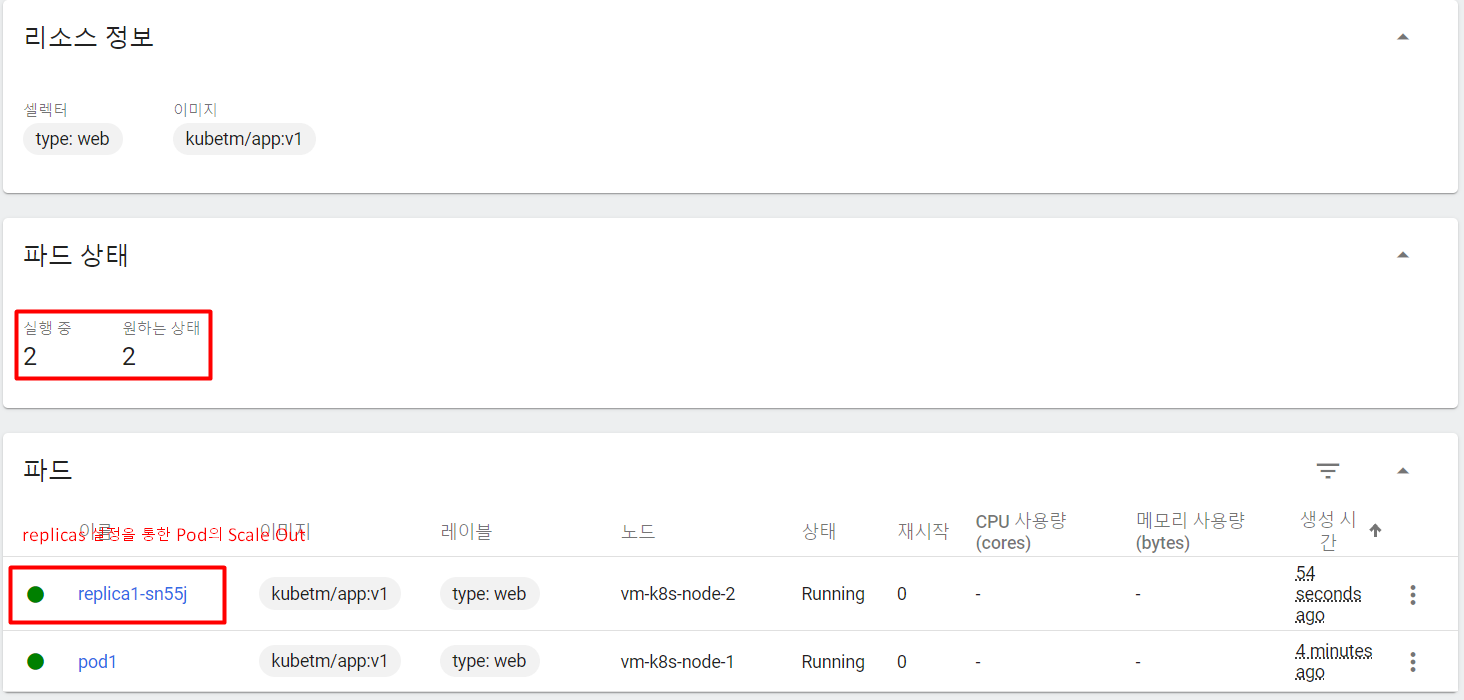 리소스 정보
셀렉터 이미지
type: web kubetm/app:v1
파드 상태
실행 중 원하는 상태
2 2
파드
replicas 설정을 통한 Pod의 Scale Out
이름 이미지 레이블 노드 상태 재시작 CPU 사용량 (cores) 메모리 사용량 (bytes) 생성 시간
replica1-sn55j kubetm/app:v1 type: web vm-k8s-node-2 Running 0 - - 54 seconds ago
pod1 kubetm/app:v1 type: web vm-k8s-node-1 Running 0 - - 4 minutes ago